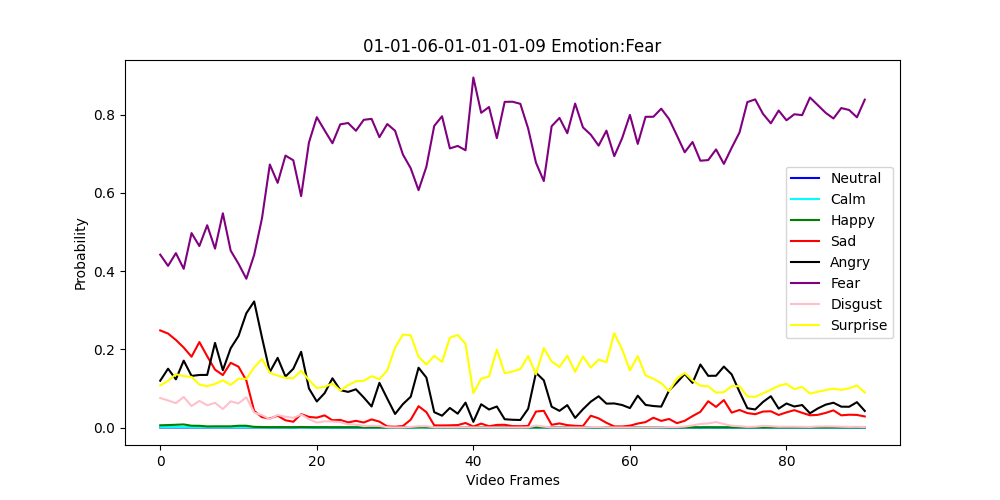 01-01-06-01-01-01-09 Emotion:Fear
Probability
0.8
0.6
0.4
0.2
0.0
0 20 40 60 80
Video Frames
Neutral
Calm
Happy
Sad
Angry
Fear
Disgust
Surprise